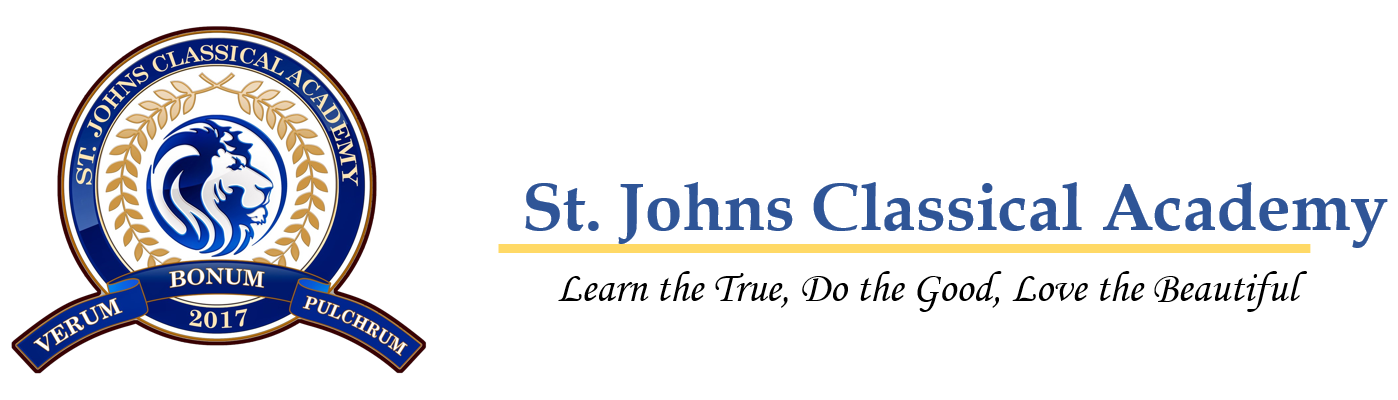 ST. JOHNS CLASSICAL ACADEMY
VERUM
BONUM
PULCHRUM
2017
St. Johns Classical Academy
Learn the True, Do the Good, Love the Beautiful